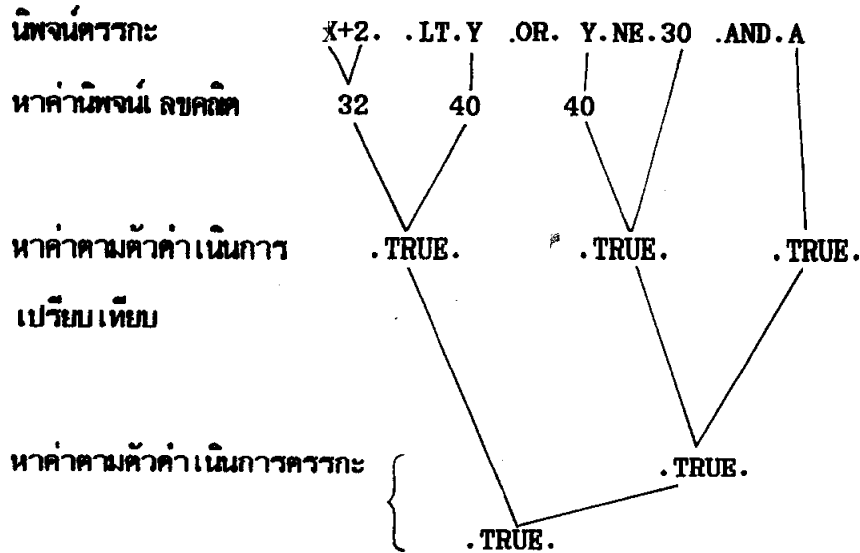 นิพจน์ตรรกะ X+2. .LT.Y .OR. Y.NE.30 .AND.A
หาค่านิพจน์เลขคณิต 32 40 40
หาค่าตามตัวดำเนินการ .TRUE. .TRUE. .TRUE.
เปรียบเทียบ
หาค่าตามตัวดำเนินการตรรกะ .TRUE.
.TRUE.